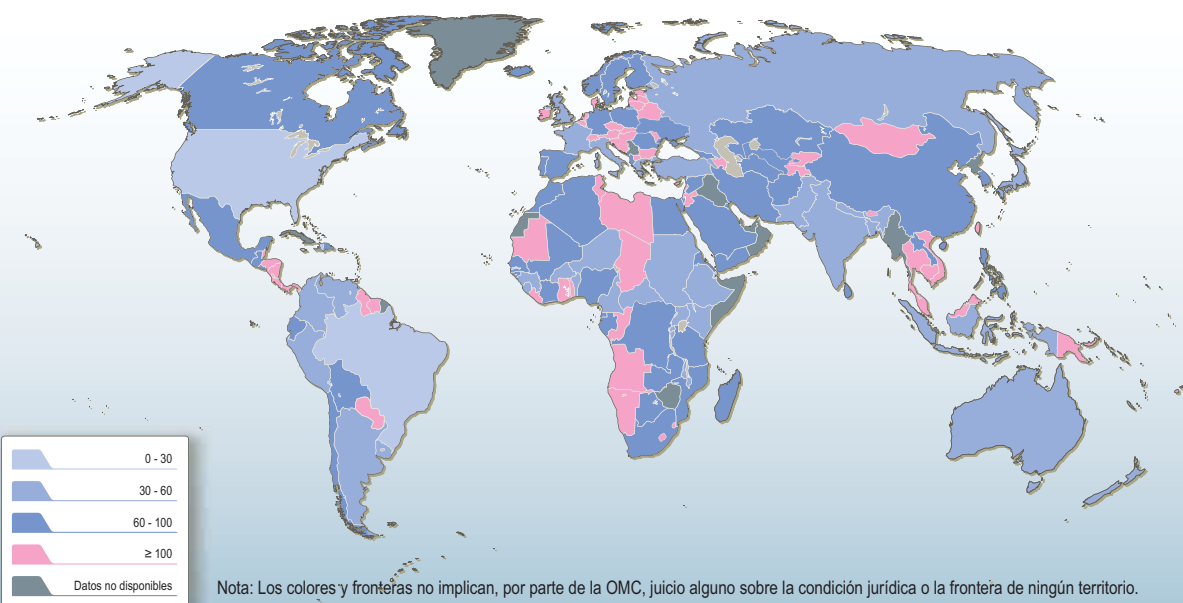 0 - 30
30 - 60
60 - 100
≥ 100
Datos no disponibles
Nota: Los colores y fronteras no implican, por parte de la OMC, juicio alguno sobre la condición jurídica o la frontera de ningún territorio.